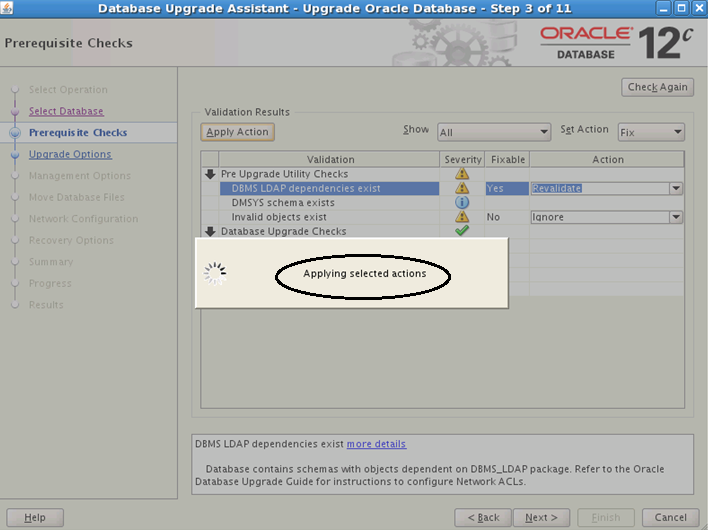 Database Upgrade Assistant - Upgrade Oracle Database - Step 3 of 11
Prerequisite Checks
ORACLE
DATABASE
12c
Select Operation
Select Database
Prerequisite Checks
Upgrade Options
Management Options
Move Database Files
Network Configuration
Recovery Options
Summary
Progress
Results
Check Again
Validation Results
Apply Action
Show
All
Set Action
Fix
Validation Severity Fixable Action
Pre Upgrade Utility Checks
DBMS LDAP dependencies exist Yes Revalidate
DMSYS schema exists
Invalid objects exist No Ignore
Database Upgrade Checks
Applying selected actions
DBMS LDAP dependencies exist more details
Database contains schemas with objects dependent on DBMS_LDAP package. Refer to the Oracle
Database Upgrade Guide for instructions to configure Network ACLs.
Help
< Back
Next >
Finish
Cancel